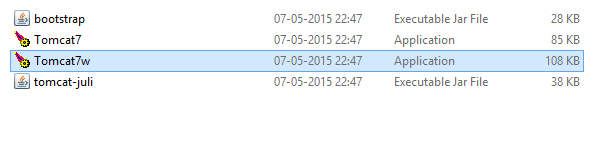 bootstrap 07-05-2015 22:47 Executable Jar File 28 KB
Tomcat7 07-05-2015 22:47 Application 85 KB
Tomcat7w 07-05-2015 22:47 Application 108 KB
tomcat-juli 07-05-2015 22:47 Executable Jar File 38 KB